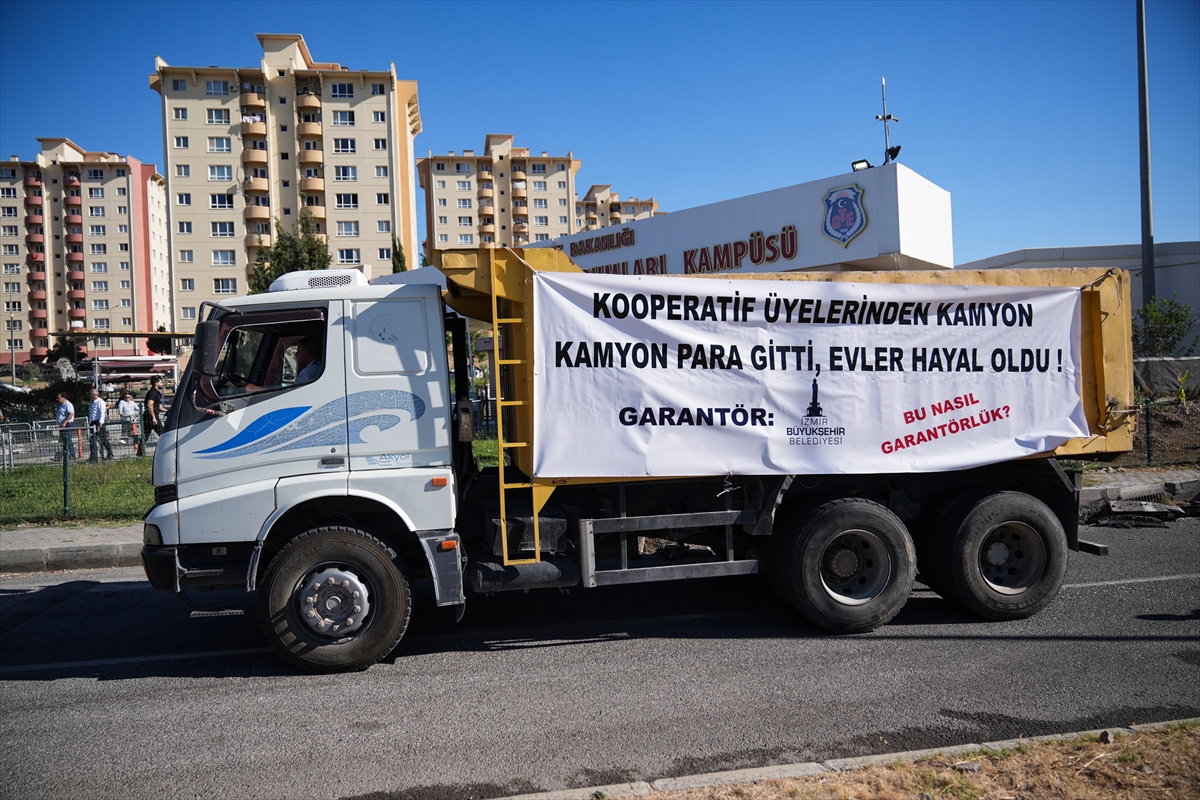 BAKANLIĞI
KAMPÜSÜ
KOOPERATİF ÜYELERİNDEN KAMYON
KAMYON PARA GİTTİ, EVLER HAYAL OLDU !
GARANTÖR:
İZMİR
BÜYÜKŞEHİR
BELEDİYESİ
BU NASIL
GARANTÖRLÜK?
Akyol